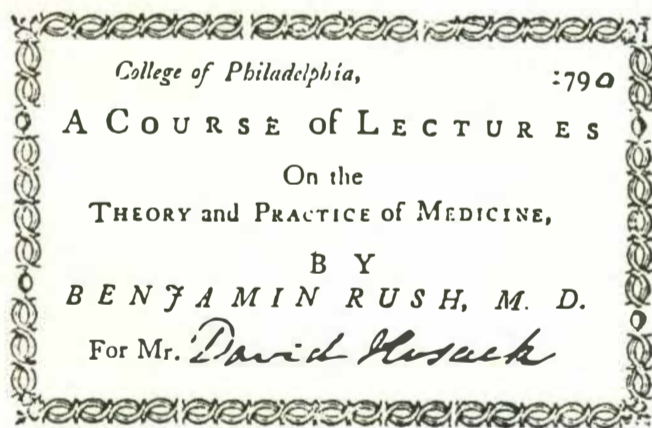 College of Philadelphia, 1790
A COURSE of LECTURES
On the
THEORY and PRACTICE of MEDICINE,
BY
BENJAMIN RUSH, M. D.
For Mr. David Hosack